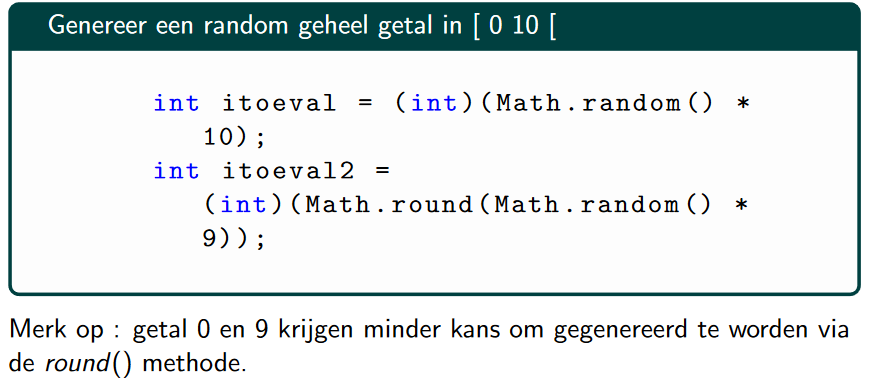 Genereer een random geheel getal in [ 0 10 [
int itoeval = (int)(Math.random() *
10);
int itoeval2 =
(int)(Math.round(Math.random() *
9));
Merk op : getal 0 en 9 krijgen minder kans om gegenereerd te worden via
de round() methode.